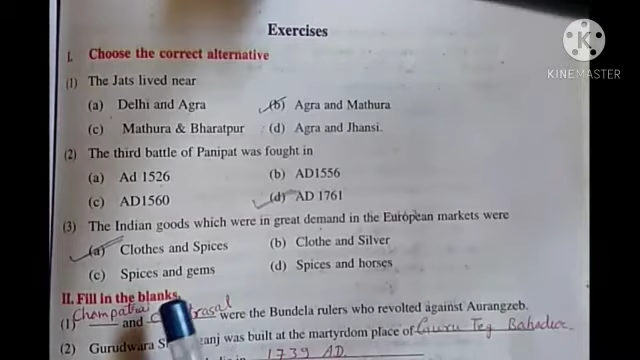 Exercises
KINEMASTER
I. Choose the correct alternative
(1) The Jats lived near
(a) Delhi and Agra (b) Agra and Mathura
(c) Mathura & Bharatpur (d) Agra and Jhansi.
(2) The third battle of Panipat was fought in
(a) Ad 1526 (b) AD1556
(c) AD1560 (d) AD 1761
(3) The Indian goods which were in great demand in the European markets were
(a) Clothes and Spices (b) Clothe and Silver
(c) Spices and gems (d) Spices and horses
II. Fill in the blanks.
(1) Champatrai and were the Bundela rulers who revolted against Aurangzeb.
(2) Gurudwara was built at the martyrdom place of Guru Teg Bahadur.
1739 AD.